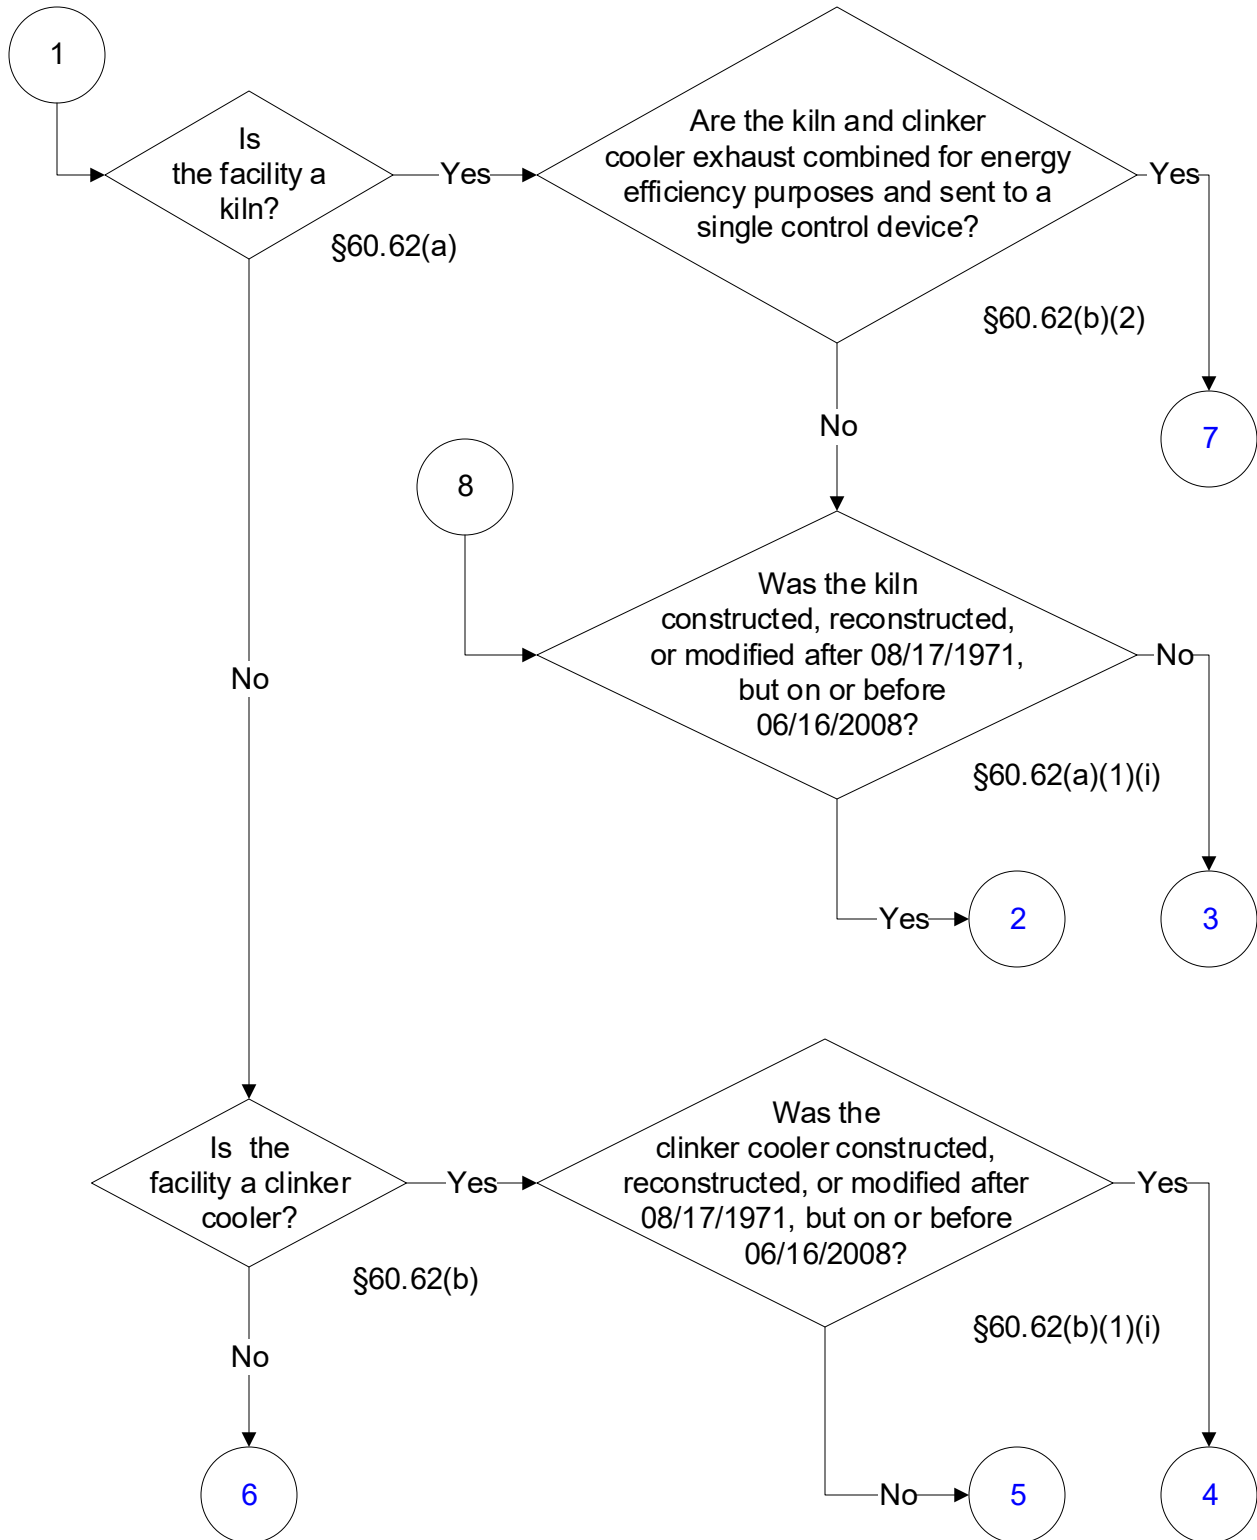 1
Is
the facility a
kiln?
Yes
§60.62(a)
Are the kiln and clinker
cooler exhaust combined for energy
efficiency purposes and sent to a
single control device?
Yes
§60.62(b)(2)
7
No
8
Was the kiln
constructed, reconstructed,
or modified after 08/17/1971,
but on or before
06/16/2008?
No
§60.62(a)(1)(i)
Yes
2
3
No
Is the
facility a clinker
cooler?
Yes
§60.62(b)
Was the
clinker cooler constructed,
reconstructed, or modified after
08/17/1971, but on or before
06/16/2008?
Yes
§60.62(b)(1)(i)
No
6
No
5
4